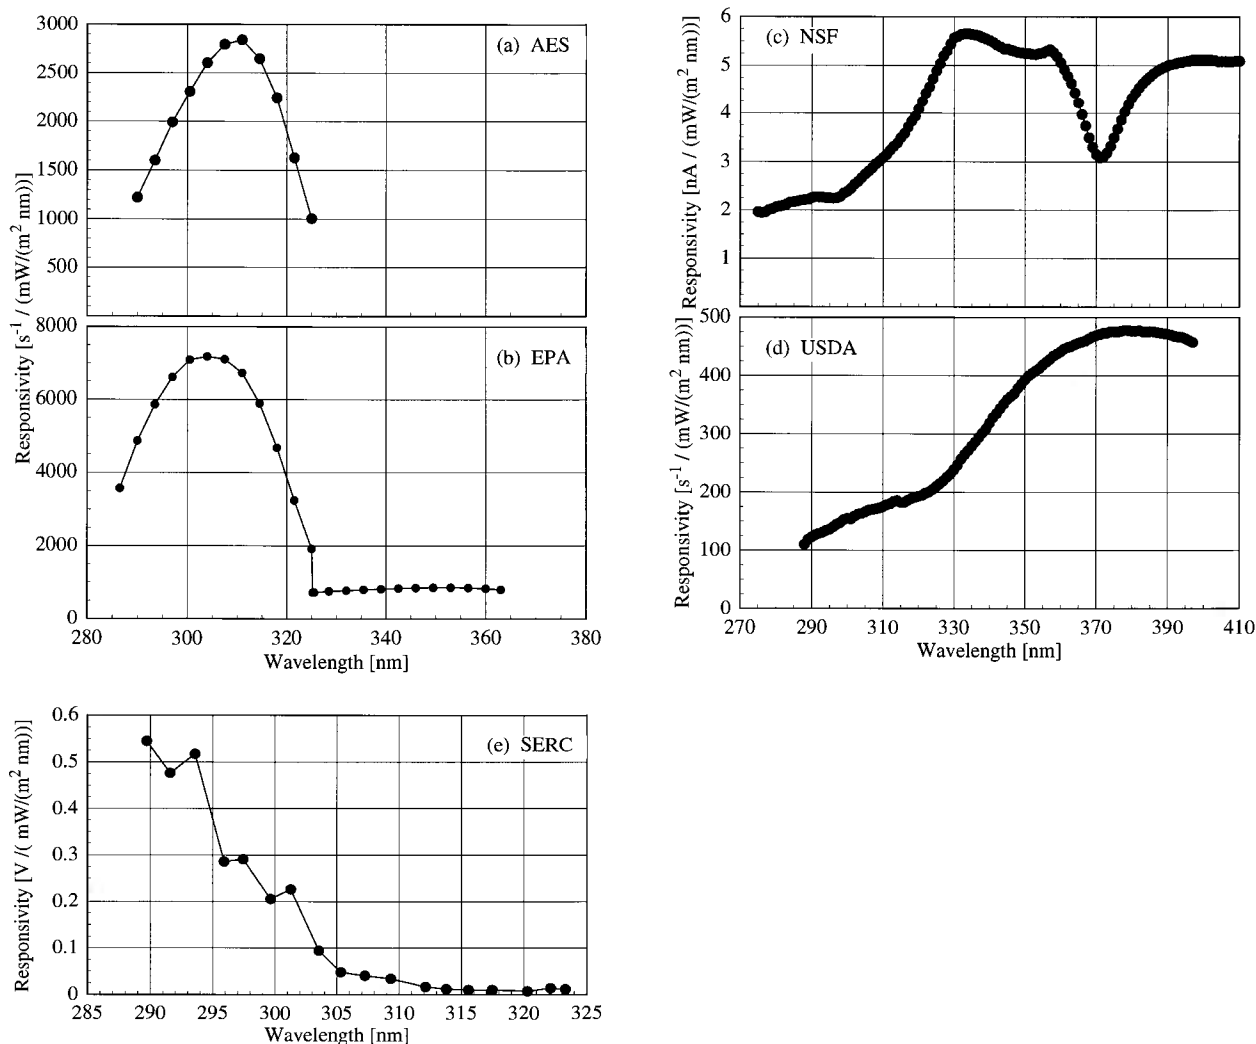 (a) AES
3000
2500
2000
1500
1000
500
Responsivity [s⁻¹ / (mW/(m² nm))]
(b) EPA
8000
6000
4000
2000
0
280 300 320 340 360 380
Wavelength [nm]
(c) NSF
6
5
4
3
2
1
Responsivity [nA / (mW/(m² nm))]
(d) USDA
500
400
300
200
100
0
Responsivity [s⁻¹ / (mW/(m² nm))]
270 290 310 330 350 370 390 410
Wavelength [nm]
(e) SERC
0.6
0.5
0.4
0.3
0.2
0.1
0
Responsivity [V /( mW/(m² nm))]
285 290 295 300 305 310 315 320 325
Wavelength [nm]